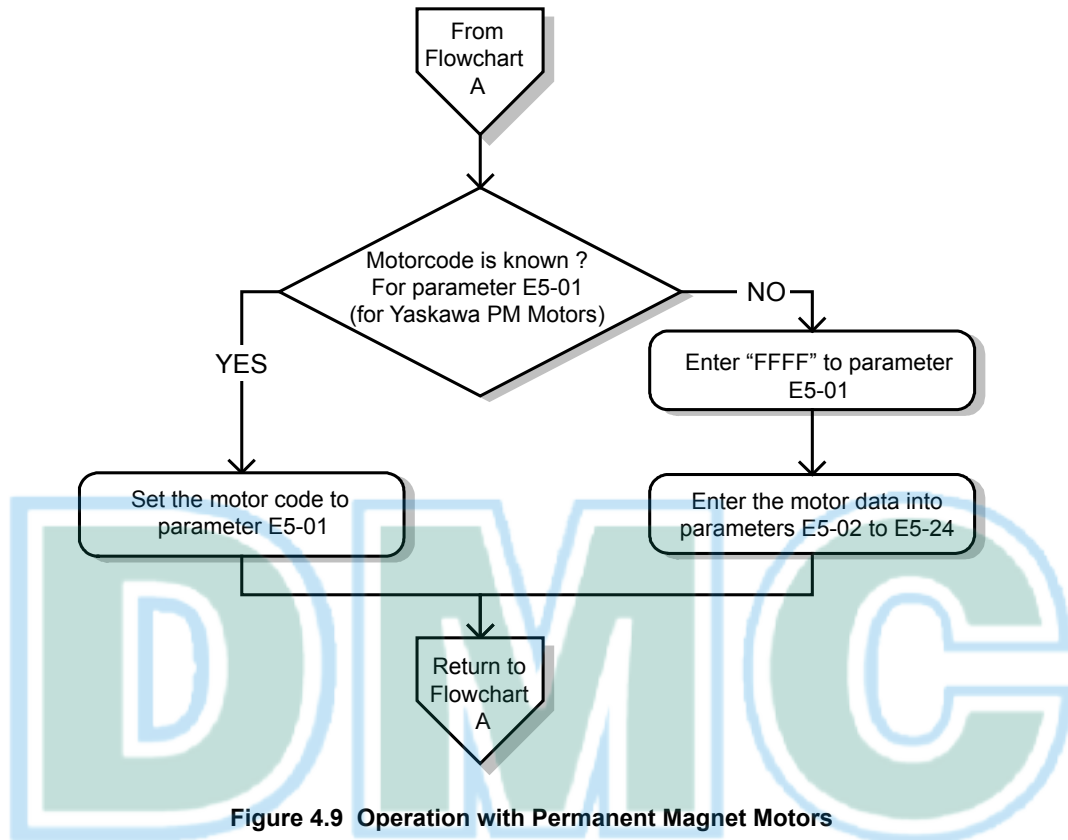 From
Flowchart
A
Motorcode is known ?
For parameter E5-01
(for Yaskawa PM Motors)
YES
NO
Enter “FFFF” to parameter
E5-01
Set the motor code to
parameter E5-01
Enter the motor data into
parameters E5-02 to E5-24
Return to
Flowchart
A
DMC
Figure 4.9 Operation with Permanent Magnet Motors